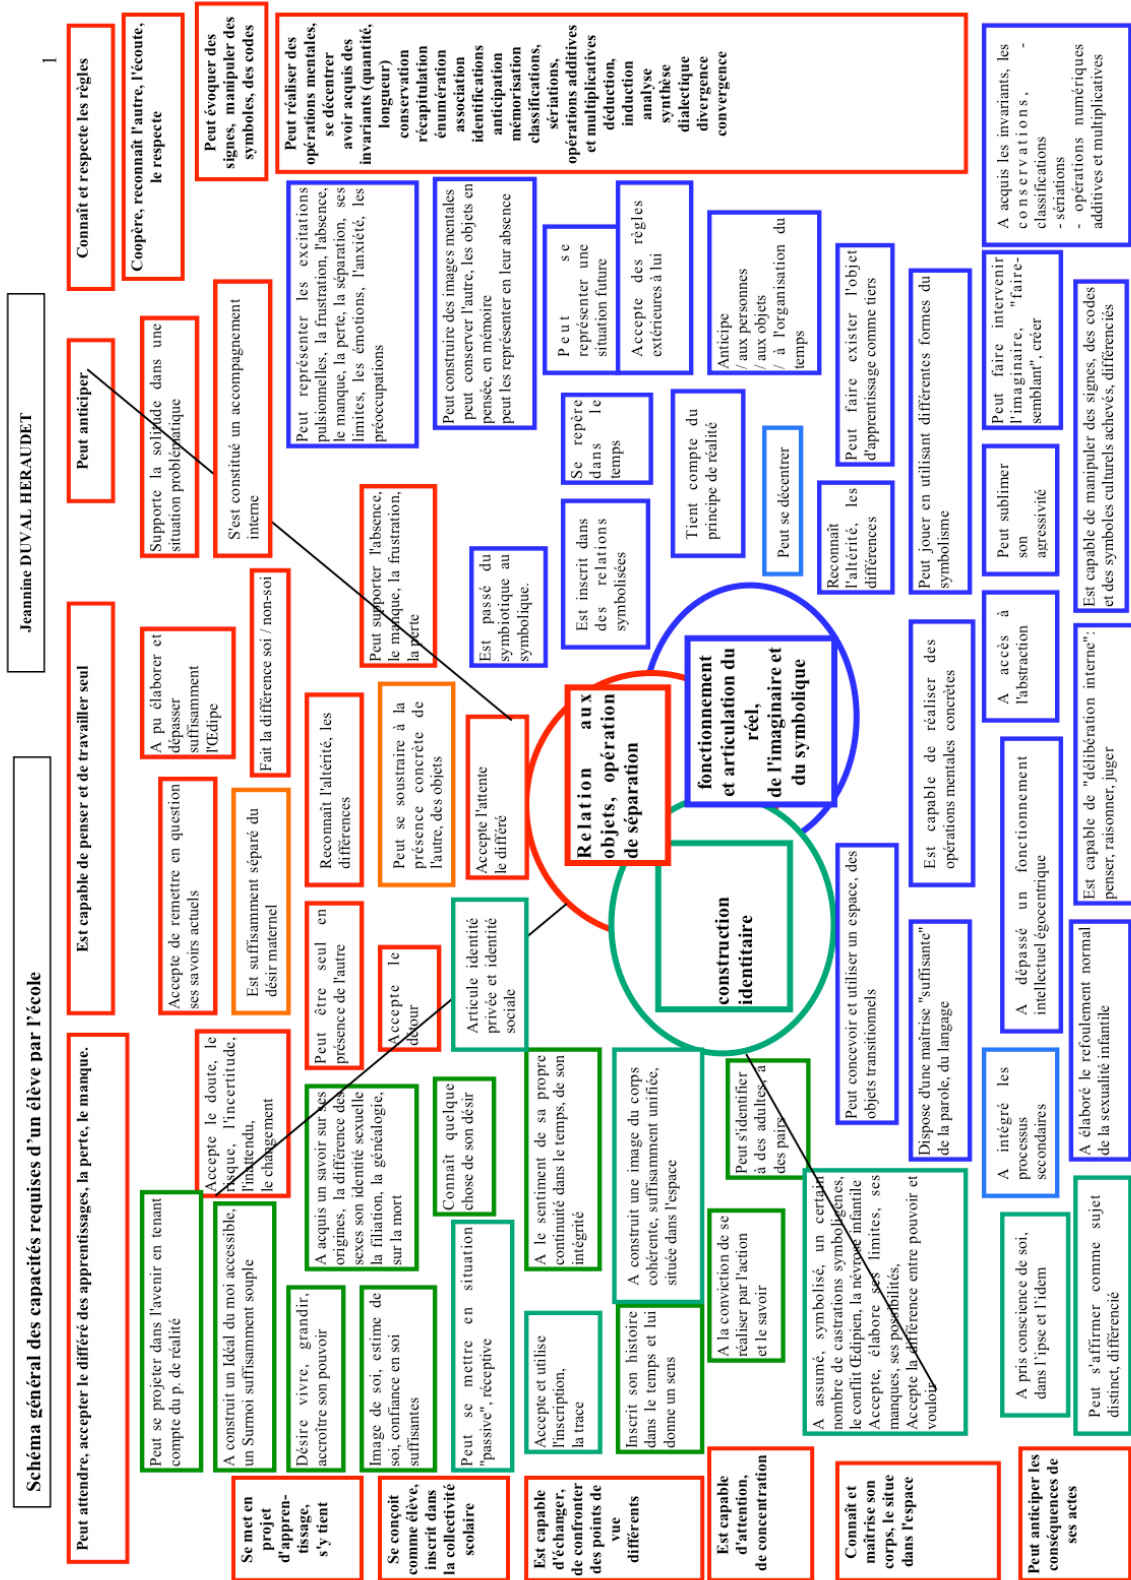 Schéma général des capacités requises d'un élève par l'école
Jeannine DUVAL HERAUDET
1
Peut attendre, accepter le différé des apprentissages, la perte, le manque.
Est capable de penser et de travailler seul
Peut anticiper
Connaît et respecte les règles
Coopère, reconnaît l'autre, l'écoute,
le respecte
Peut évoquer des
signes, manipuler des
symboles, des codes
Peut réaliser des
opérations mentales,
se décentrer
avoir acquis des
invariants (quantité,
longueur)
conservation
récapitulation
énumération
association
identifications
anticipation
mémorisation
classifications,
sériations,
opérations additives
et multiplicatives
déduction,
induction
analyse
synthèse
dialectique
divergence
convergence
Se met en
projet
d'appren-
tissage,
s'y tient
Se conçoit
comme élève,
inscrit dans
la collectivité
scolaire
Est capable
d'échanger,
de confronter
des points de
vue
différents
Est capable
d'attention,
de concentration
Connaît et
maîtrise son
corps, le situe
dans l'espace
Peut anticiper les
conséquences de
ses actes
Peut se projeter dans l'avenir en tenant
compte du p. de réalité
A construit un Idéal du moi accessible,
un Surmoi suffisamment souple
Désire vivre, grandir,
accroître son pouvoir
Image de soi, estime de
soi, confiance en soi
suffisantes
Peut se mettre en situation
"passive", réceptive
Accepte et utilise
l'inscription,
la trace
Inscrit son histoire
dans le temps et lui
donne un sens
A la conviction de se
réaliser par l'action
et le savoir
A assumé, symbolisé, un certain
nombre de castrations symboligènes,
le conflit Œdipien, la névrose infantile
Accepte, élabore ses limites, ses
manques, ses possibilités,
Accepte la différence entre pouvoir et
vouloir
A pris conscience de soi,
dans l'ipse et l'idem
Peut s'affirmer comme sujet
distinct, différencié
Accepte le doute, le
risque, l'incertitude,
l'inattendu,
le changement
A acquis un savoir sur ses
origines, la différence des
sexes son identité sexuelle
la filiation, la généalogie,
sur la mort
Connaît quelque
chose de son désir
A le sentiment de sa propre
continuité dans le temps, de son
intégrité
A construit une image du corps
cohérente, suffisamment unifiée,
située dans l'espace
Peut s'identifier
à des adultes, à
des pairs
Accepte de remettre en question
ses savoirs actuels
Est suffisamment séparé du
désir maternel
Peut être seul en
présence de l'autre
Accepte le
détour
Articule identité
privée et identité
sociale
A pu élaborer et
dépasser
suffisamment
l'Œdipe
Fait la différence soi / non-soi
Reconnaît l'altérité, les
différences
Peut se soustraire à la
présence concrète de
l'autre, des objets
Accepte l'attente
le différé
Supporte la solitude dans une
situation problématique
S'est constitué un accompagnement
interne
Peut supporter l'absence,
le manque, la frustration,
la perte
Relation aux
objets, opération
de séparation
construction
identitaire
fonctionnement
et articulation du
réel,
de l'imaginaire et
du symbolique
Peut représenter les excitations
pulsionnelles, la frustration, l'absence,
le manque, la perte, la séparation, ses
limites, les émotions, l'anxiété, les
préoccupations
Peut construire des images mentales
peut conserver l'autre, les objets en
pensée, en mémoire
peut les représenter en leur absence
Est passé du
symbiotique au
symbolique.
Est inscrit dans
des relations
symbolisées
Se repère
dans le
temps
Peut se
représenter une
situation future
Accepte des règles
extérieures à lui
Tient compte du
principe de réalité
Anticipe
/ aux personnes
/ aux objets
/ à l'organisation du
temps
Peut se décentrer
Reconnaît
l'altérité, les
différences
Peut faire exister l'objet
d'apprentissage comme tiers
Peut concevoir et utiliser un espace, des
objets transitionnels
Dispose d'une maîtrise "suffisante"
de la parole, du langage
Est capable de réaliser des
opérations mentales concrètes
Peut jouer en utilisant différentes formes du
symbolisme
A intégré les
processus
secondaires
A dépassé un fonctionnement
intellectuel égocentrique
A accès à
l'abstraction
Peut sublimer
son
agressivité
Peut faire intervenir
l'imaginaire, "faire-
semblant", créer
A acquis les invariants, les
conservations, -
classifications
- sériations
- opérations numériques
additives et multiplicatives
A élaboré le refoulement normal
de la sexualité infantile
Est capable de "délibération interne":
penser, raisonner, juger
Est capable de manipuler des signes, des codes
et des symboles culturels achevés, différenciés